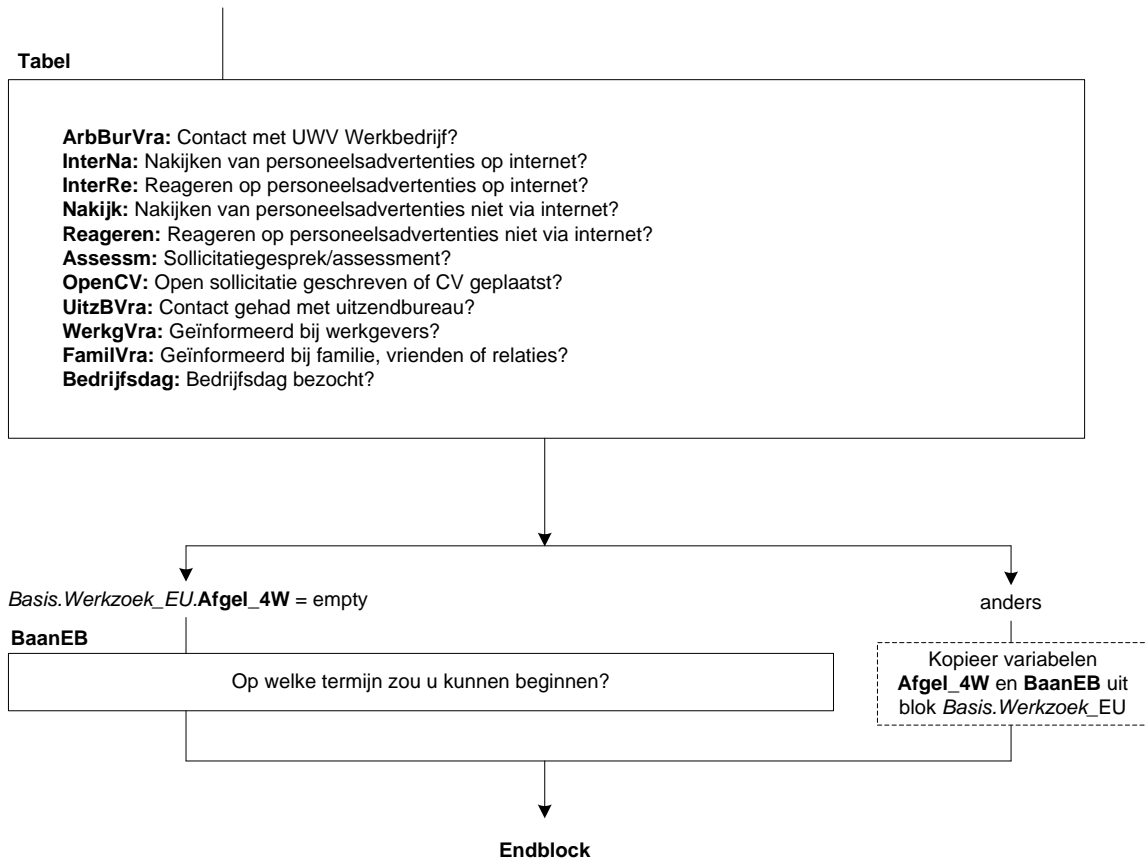 Tabel
ArbBurVra: Contact met UWV Werkbedrijf?
InterNa: Nakijken van personeelsadvertenties op internet?
InterRe: Reageren op personeelsadvertenties op internet?
Nakijk: Nakijken van personeelsadvertenties niet via internet?
Reageren: Reageren op personeelsadvertenties niet via internet?
Assessm: Sollicitatiegesprek/assessment?
OpenCV: Open sollicitatie geschreven of CV geplaatst?
UitzBVra: Contact gehad met uitzendbureau?
WerkgVra: Geïnformeerd bij werkgevers?
FamilVra: Geïnformeerd bij familie, vrienden of relaties?
Bedrijfsdag: Bedrijfsdag bezocht?
Basis.Werkzoek_EU.Afgel_4W = empty
anders
BaanEB
Op welke termijn zou u kunnen beginnen?
Kopieer variabelen
Afgel_4W en BaanEB uit
blok Basis.Werkzoek_EU
Endblock